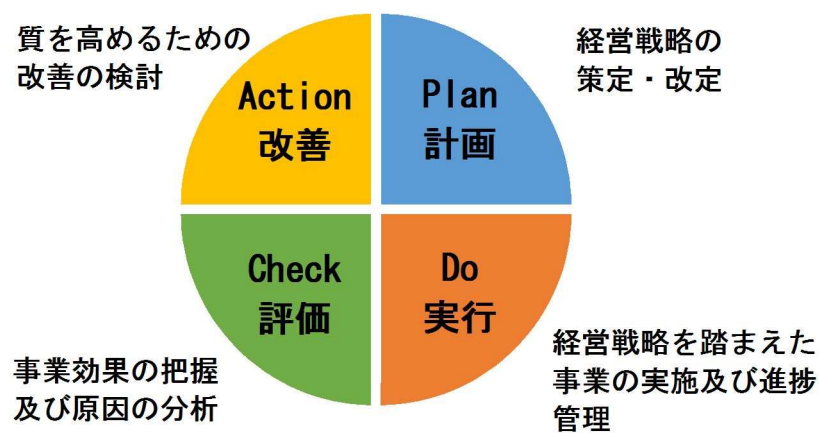 質を高めるための
改善の検討
Action
改善
Plan
計画
経営戦略の
策定・改定
Check
評価
Do
実行
事業効果の把握
及び原因の分析
経営戦略を踏まえた
事業の実施及び進捗
管理